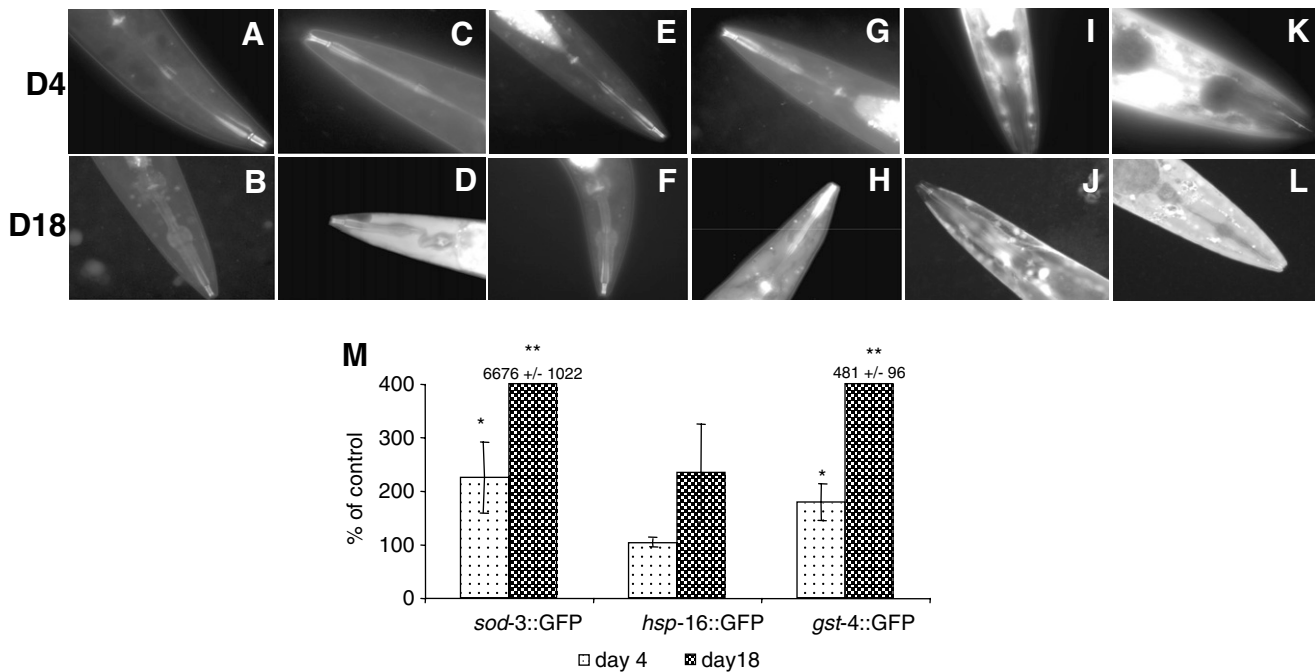 A C E G I K
D4
B D F H J L
D18
M
** **
6676 +/- 1022 481 +/- 96
400
*
300
*
200
100
0
% of control
sod-3::GFP hsp-16::GFP gst-4::GFP
day 4 day18